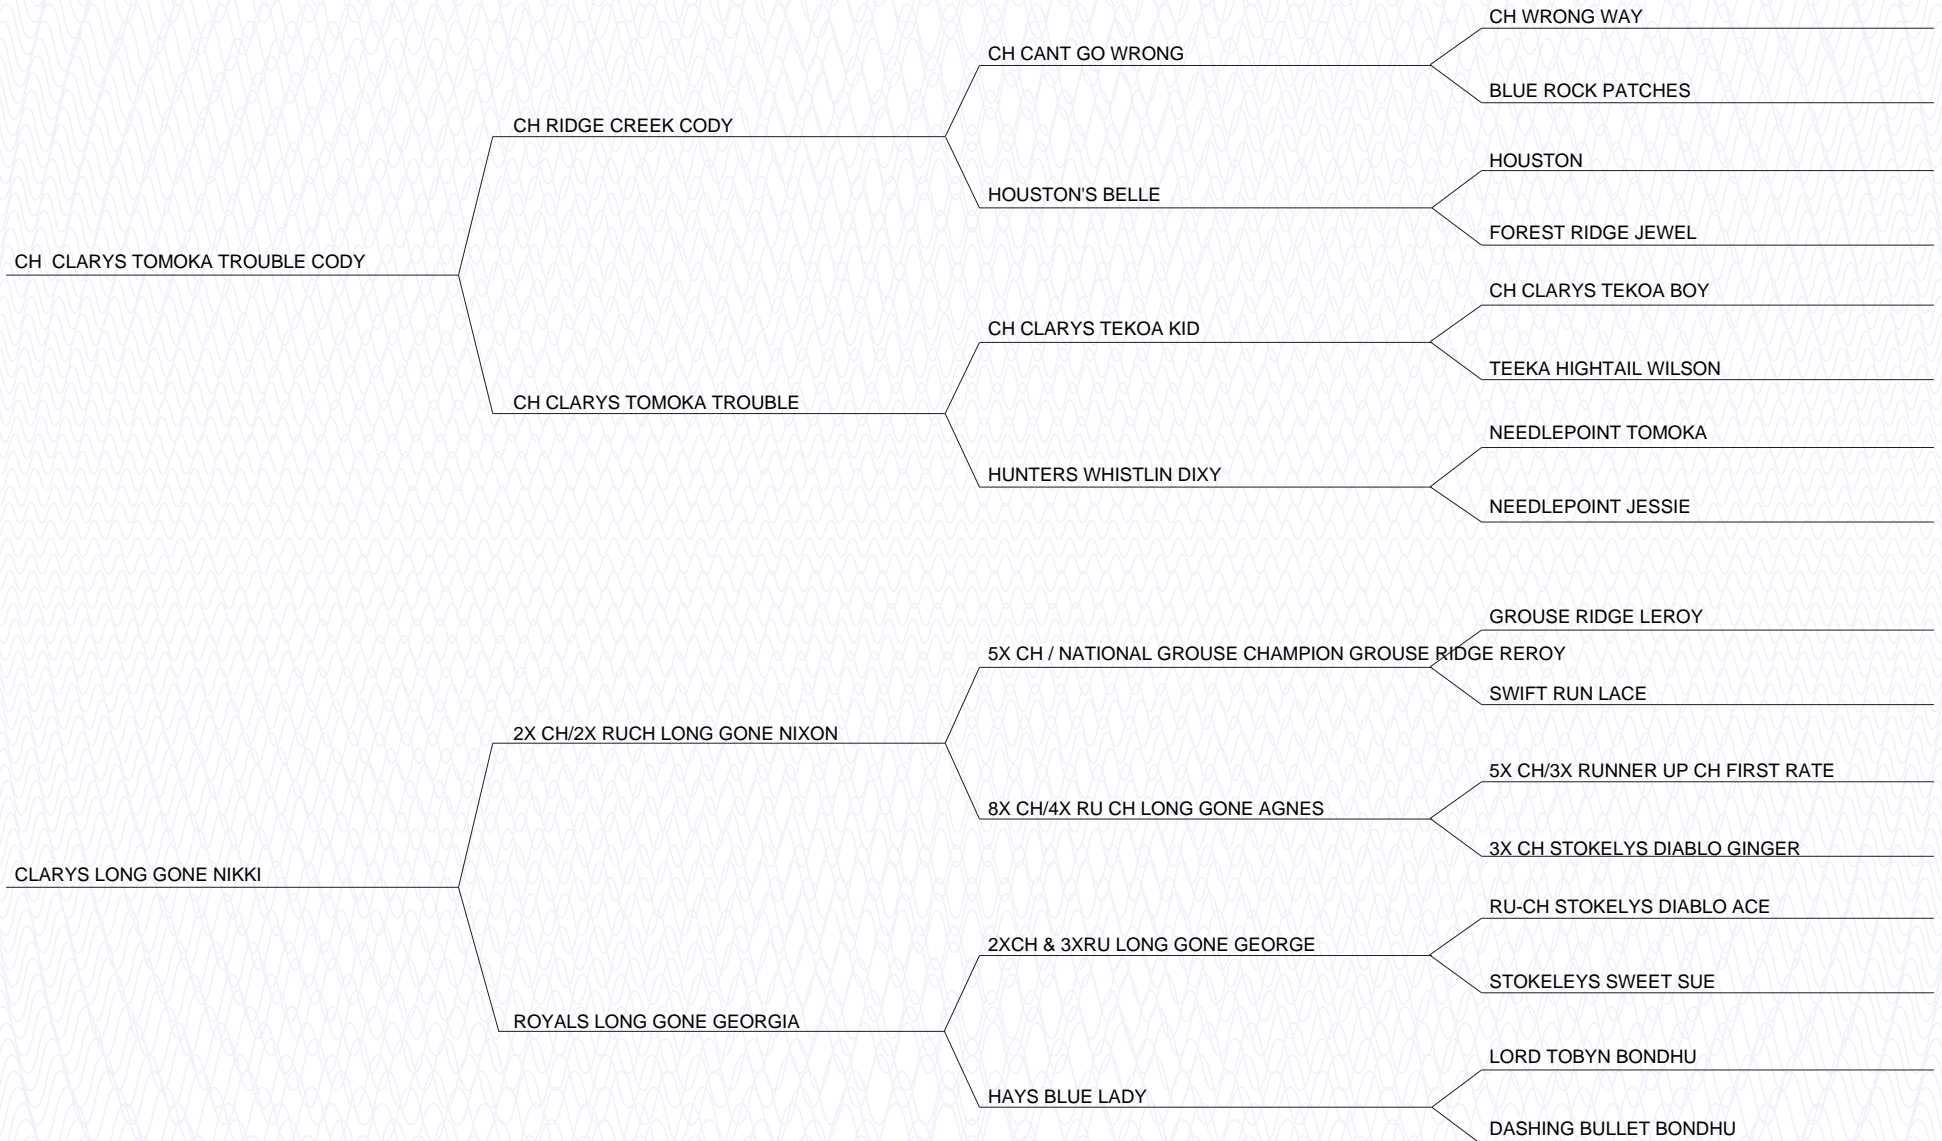 CH WRONG WAY
CH CANT GO WRONG
BLUE ROCK PATCHES
CH RIDGE CREEK CODY
HOUSTON
HOUSTON'S BELLE
FOREST RIDGE JEWEL
CH  CLARYS TOMOKA TROUBLE CODY
CH CLARYS TEKOA BOY
CH CLARYS TEKOA KID
TEEKA HIGHTAIL WILSON
CH CLARYS TOMOKA TROUBLE
NEEDLEPOINT TOMOKA
HUNTERS WHISTLIN DIXY
NEEDLEPOINT JESSIE
GROUSE RIDGE LEROY
5X CH / NATIONAL GROUSE CHAMPION GROUSE RIDGE REROY
SWIFT RUN LACE
2X CH/2X RUCH LONG GONE NIXON
5X CH/3X RUNNER UP CH FIRST RATE
8X CH/4X RU CH LONG GONE AGNES
3X CH STOKELYS DIABLO GINGER
CLARYS LONG GONE NIKKI
RU-CH STOKELYS DIABLO ACE
2XCH & 3XRU LONG GONE GEORGE
STOKELEYS SWEET SUE
ROYALS LONG GONE GEORGIA
LORD TOBYN BONDHU
HAYS BLUE LADY
DASHING BULLET BONDHU